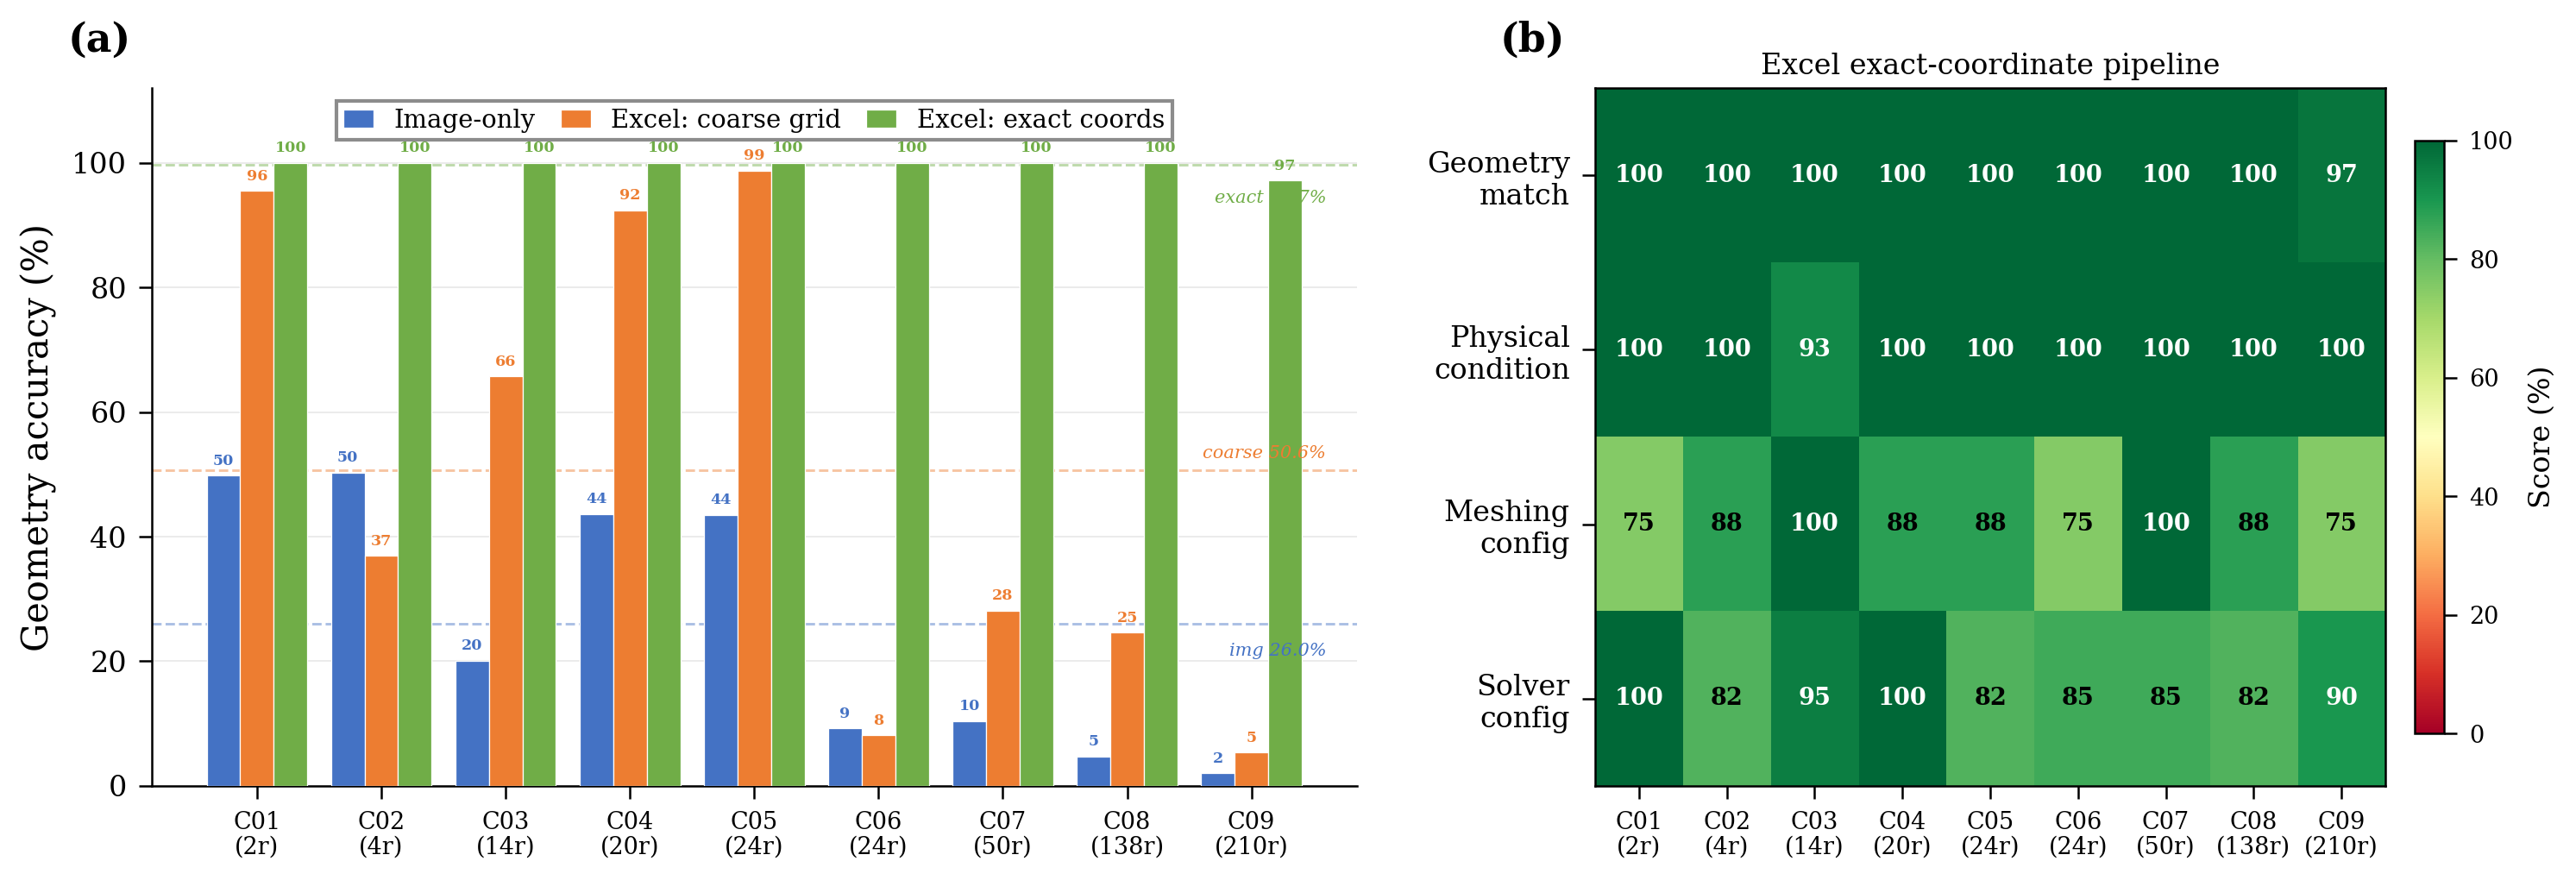 (a)
Image-only
Excel: coarse grid
Excel: exact coords
Geometry accuracy (%)
100
80
60
40
20
0
50
96
100
50
37
100
20
66
100
44
92
100
44
99
100
9
8
100
10
28
100
5
25
100
2
5
97
exact 7%
coarse 50.6%
img 26.0%
C01
(2r)
C02
(4r)
C03
(14r)
C04
(20r)
C05
(24r)
C06
(24r)
C07
(50r)
C08
(138r)
C09
(210r)
(b)
Excel exact-coordinate pipeline
Geometry
match
100 100 100 100 100 100 100 100 97
Physical
condition
100 100 93 100 100 100 100 100 100
Meshing
config
75 88 100 88 88 75 100 88 75
Solver
config
100 82 95 100 82 85 85 82 90
C01
(2r)
C02
(4r)
C03
(14r)
C04
(20r)
C05
(24r)
C06
(24r)
C07
(50r)
C08
(138r)
C09
(210r)
100
80
60
40
20
0
Score (%)